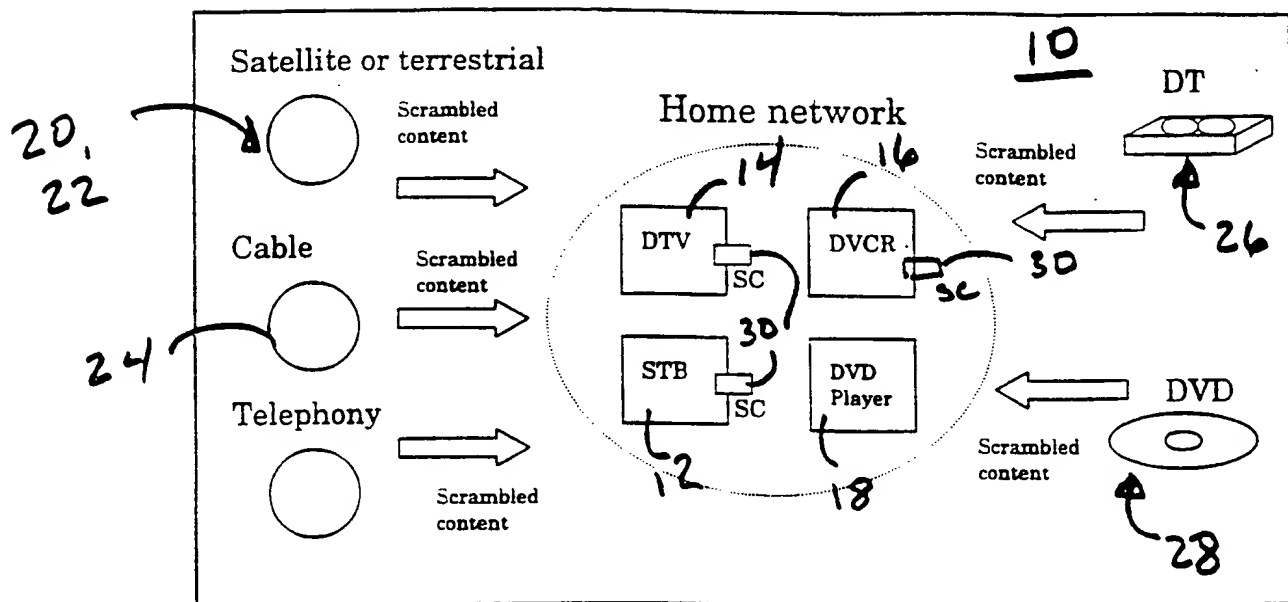 10
Satellite or terrestrial
Scrambled
content
20,
22
Home network
DT
Scrambled
content
26
14
16
DTV
SC
DVCR
SC
30
Cable
Scrambled
content
24
30
STB
SC
12
DVD
Player
18
DVD
Scrambled
content
28
Telephony
Scrambled
content